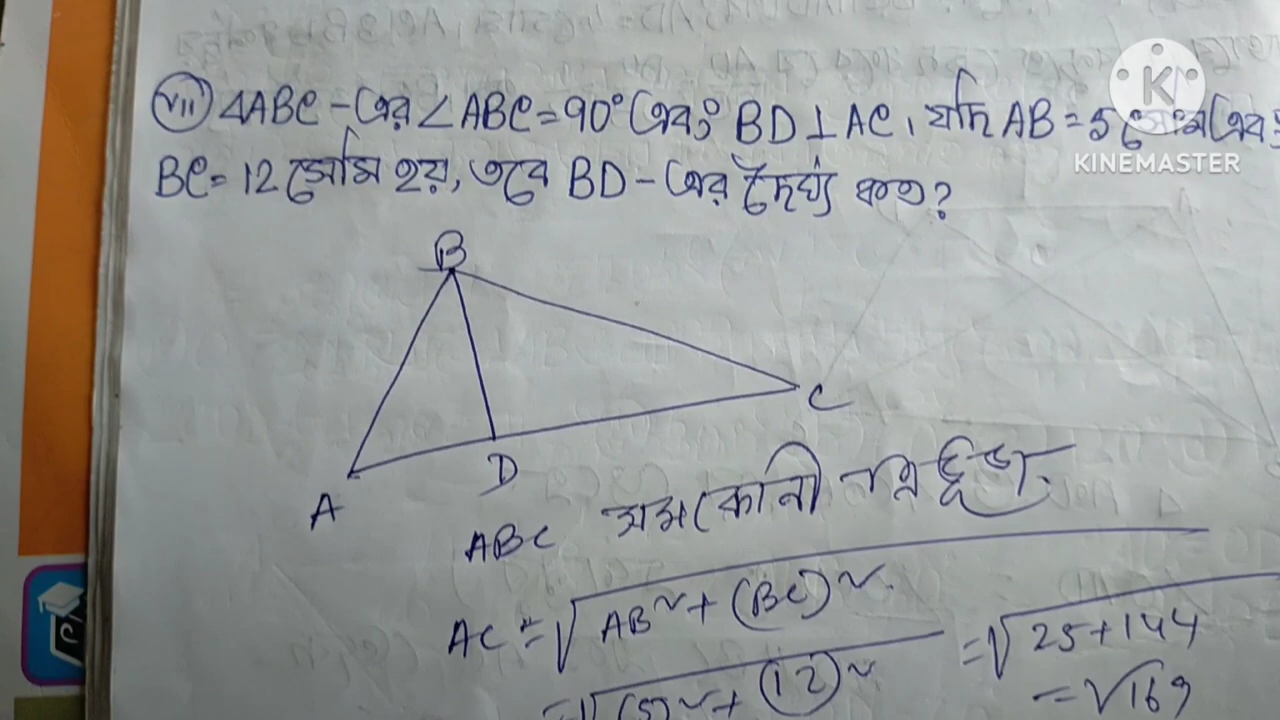 (vii) △ABC-এর ∠ABC=90° এবং BD⊥AC, যদি AB=5 সেমি এবং
BC=12 সেমি হয়, তবে BD-এর দৈর্ঘ্য কত?
B
C
D
A
ABC সমকোনী ত্রিভুজ.
AC = √AB²+(BC)²
= √(5)²+(12)² = √25+144
= √169
K
KINEMASTER